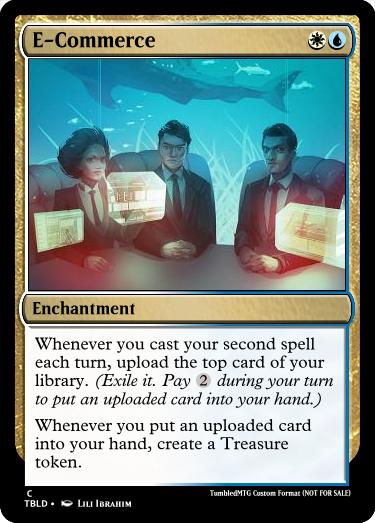 E-Commerce
Enchantment
Whenever you cast your second spell
each turn, upload the top card of your
library. (Exile it. Pay 2 during your turn
to put an uploaded card into your hand.)
Whenever you put an uploaded card
into your hand, create a Treasure
token.
C
TBLD • Lili Ibrahim
TumbledMTG Custom Format (NOT FOR SALE)